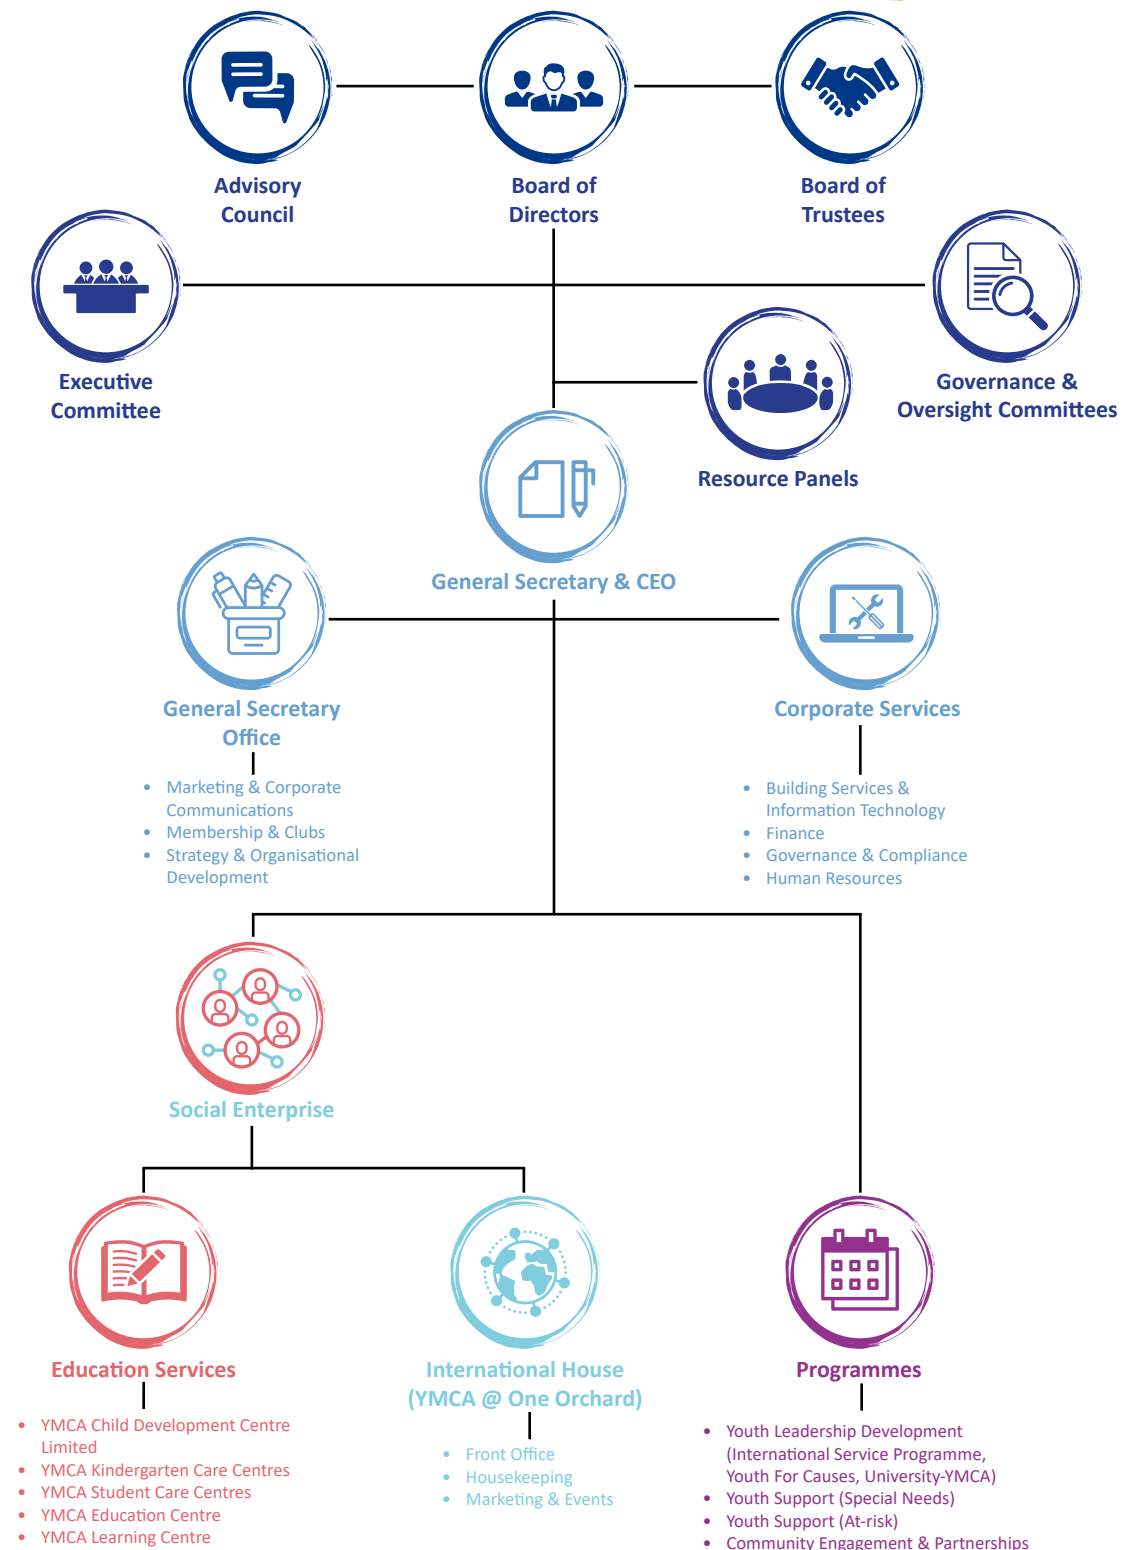 Advisory
Council
Board of
Directors
Board of
Trustees
Executive
Committee
Governance &
Oversight Committees
Resource Panels
General Secretary & CEO
General Secretary
Office
• Marketing & Corporate
Communications
• Membership & Clubs
• Strategy & Organisational
Development
Corporate Services
• Building Services &
Information Technology
• Finance
• Governance & Compliance
• Human Resources
Social Enterprise
Education Services
• YMCA Child Development Centre
Limited
• YMCA Kindergarten Care Centres
• YMCA Student Care Centres
• YMCA Education Centre
• YMCA Learning Centre
International House
(YMCA @ One Orchard)
• Front Office
• Housekeeping
• Marketing & Events
Programmes
• Youth Leadership Development
(International Service Programme,
Youth For Causes, University-YMCA)
• Youth Support (Special Needs)
• Youth Support (At-risk)
• Community Engagement & Partnerships